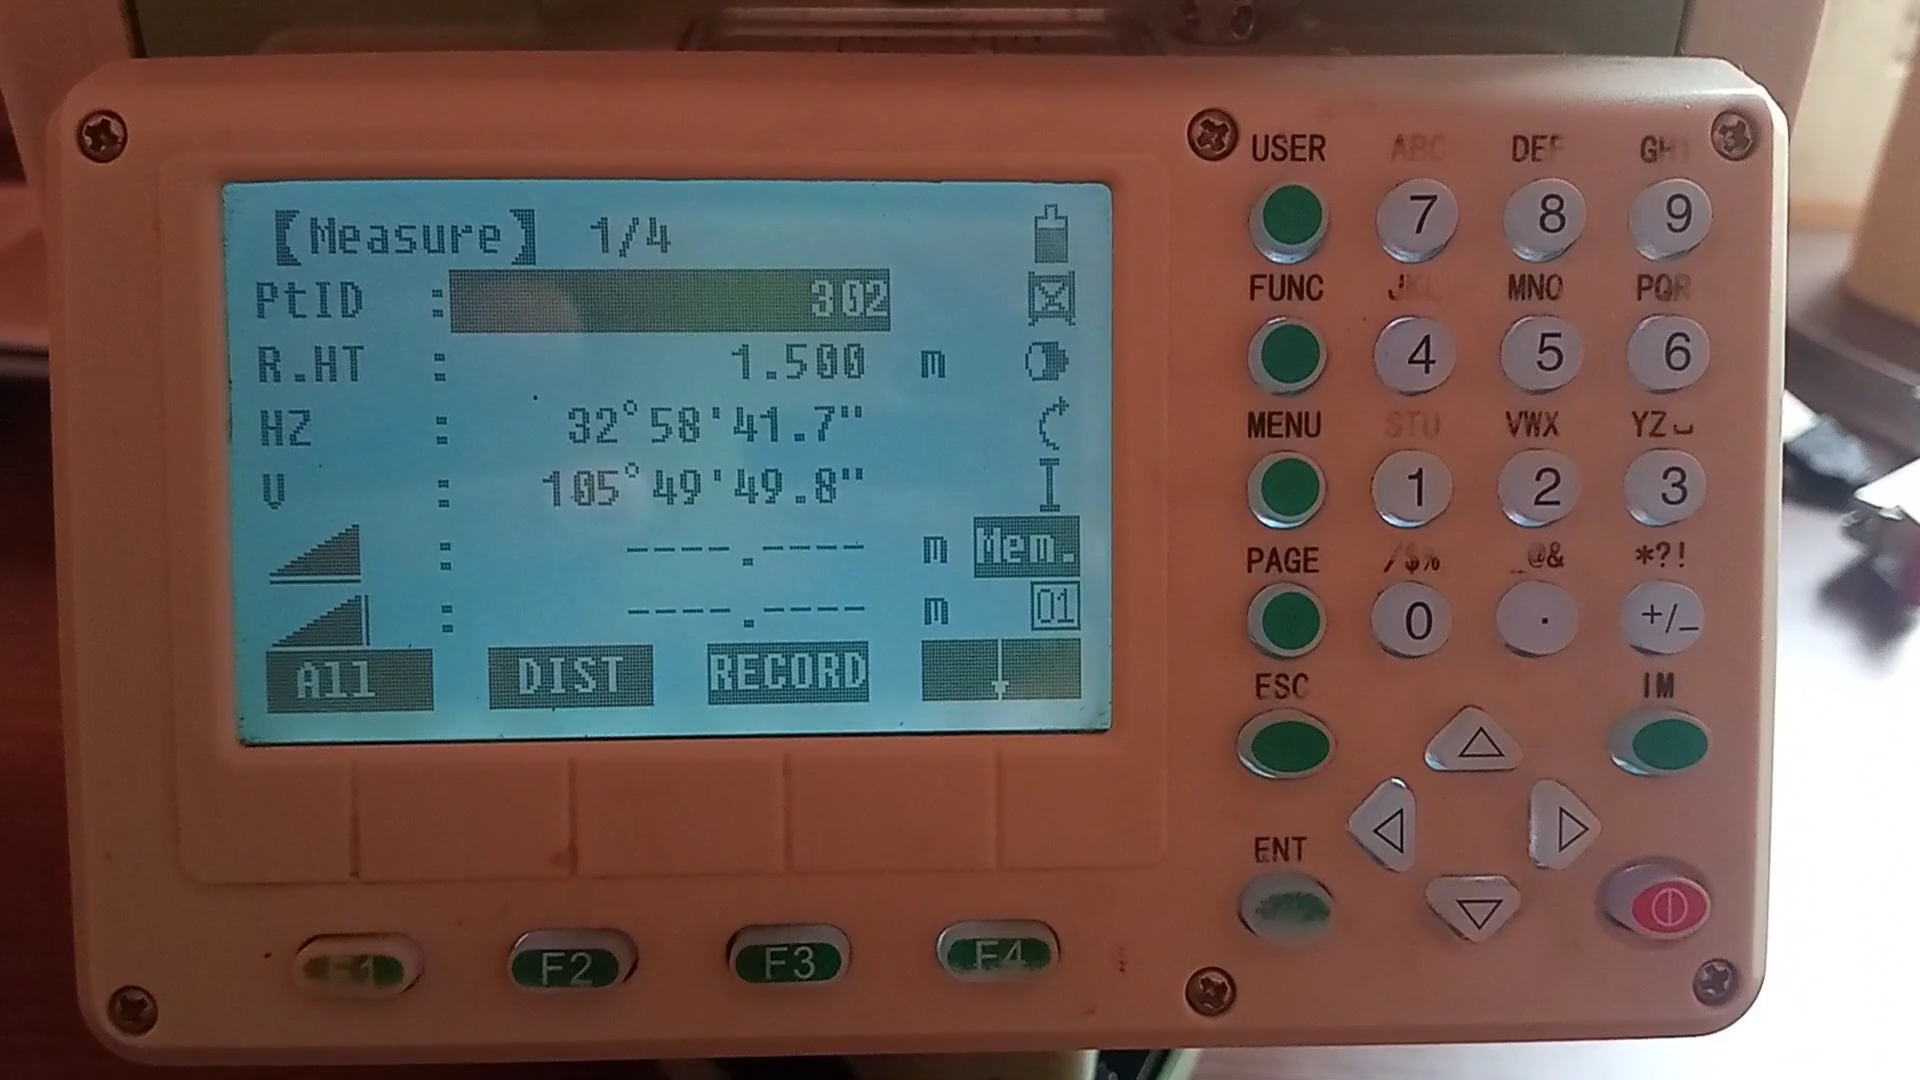 【Measure】 1/4
PtID : 302
R.HT : 1.500 m
HZ : 32°58'41.7"
V : 105°49'49.8"
: ----.---- m Mem.
: ----.---- m 01
All DIST RECORD
F1 F2 F3 F4
USER ABC DEF GHI
7 8 9
FUNC JKL MNO PQR
4 5 6
MENU STU VWX YZ⌴
1 2 3
PAGE /$% _@& *?!
0 . +/_
ESC IM
ENT